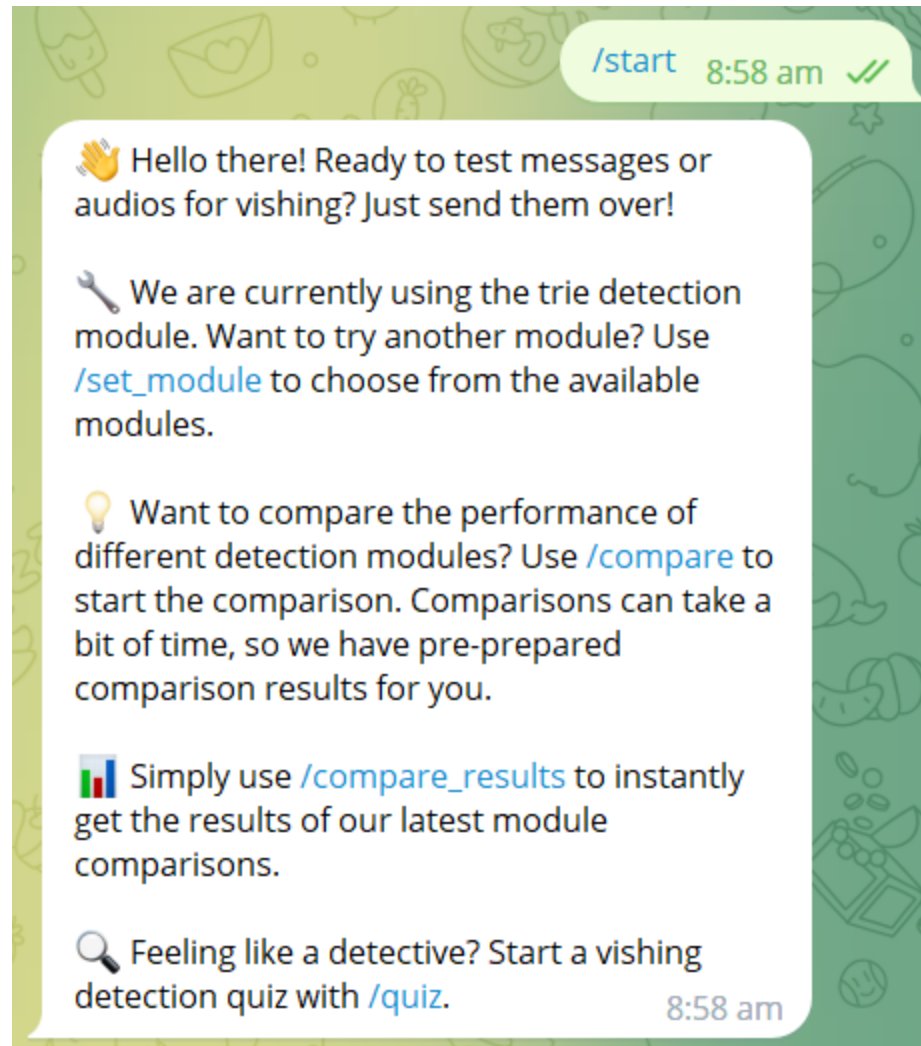 /start 8:58 am
👋 Hello there! Ready to test messages or
audios for vishing? Just send them over!
🔧 We are currently using the trie detection
module. Want to try another module? Use
/set_module to choose from the available
modules.
💡 Want to compare the performance of
different detection modules? Use /compare to
start the comparison. Comparisons can take a
bit of time, so we have pre-prepared
comparison results for you.
📊 Simply use /compare_results to instantly
get the results of our latest module
comparisons.
🔍 Feeling like a detective? Start a vishing
detection quiz with /quiz. 8:58 am